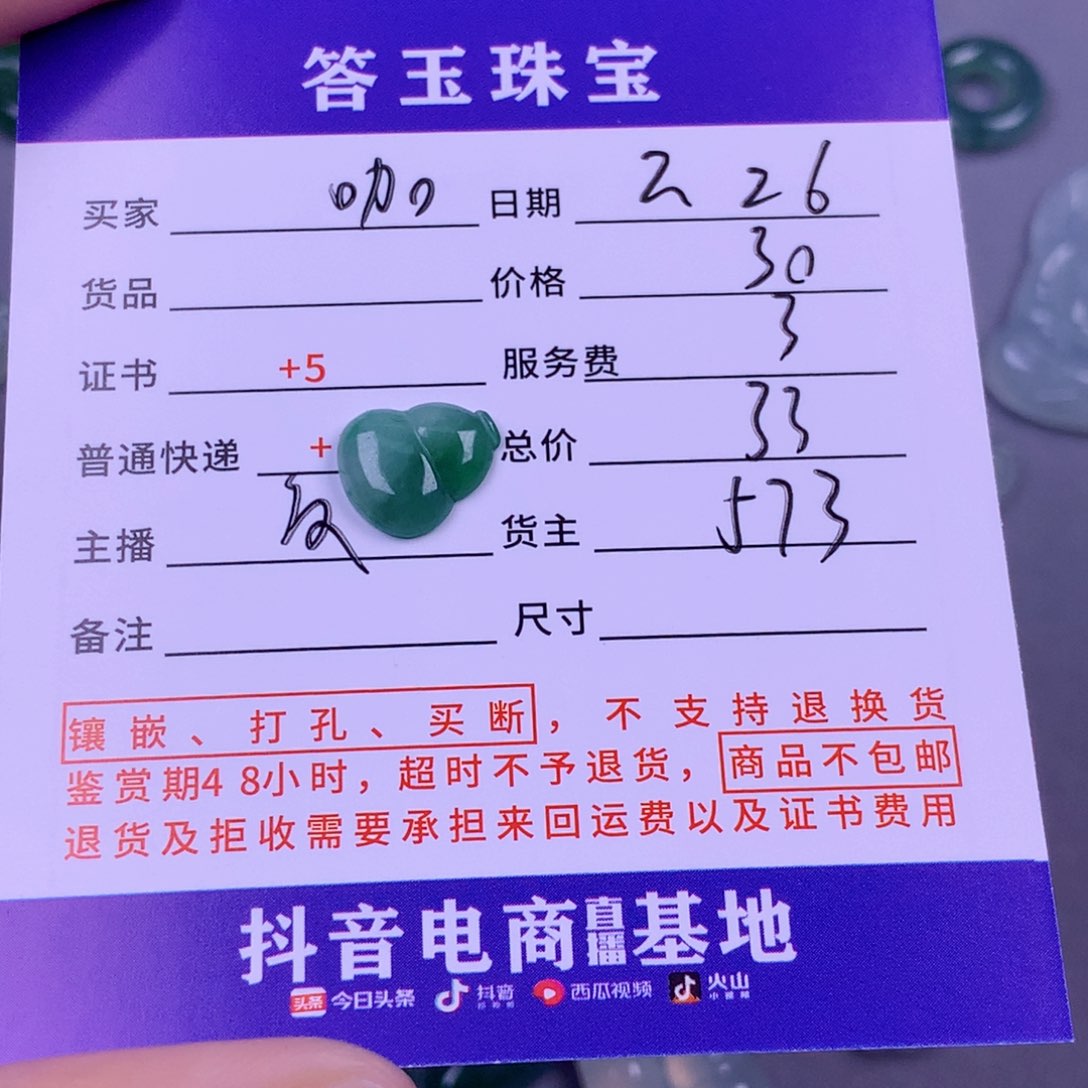 答玉珠宝
买家 咖 日期 2 26
货品 价格 30
证书 +5 服务费 3
普通快递 + 总价 33
主播 货主 573
备注 尺寸
镶嵌、打孔、买断，不支持退换货
鉴赏期48小时，超时不予退货，商品不包邮
退货及拒收需要承担来回运费以及证书费用
抖音电商直播基地
头条 今日头条 抖音 西瓜视频 火山